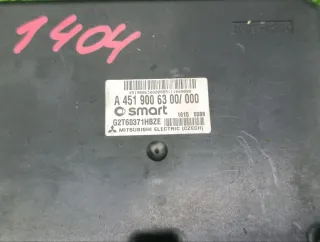 1404
A 451 900 63 00/ 000
smart
G2T60371HBZE
MITSUBISHI ELECTRIC (CZECH)